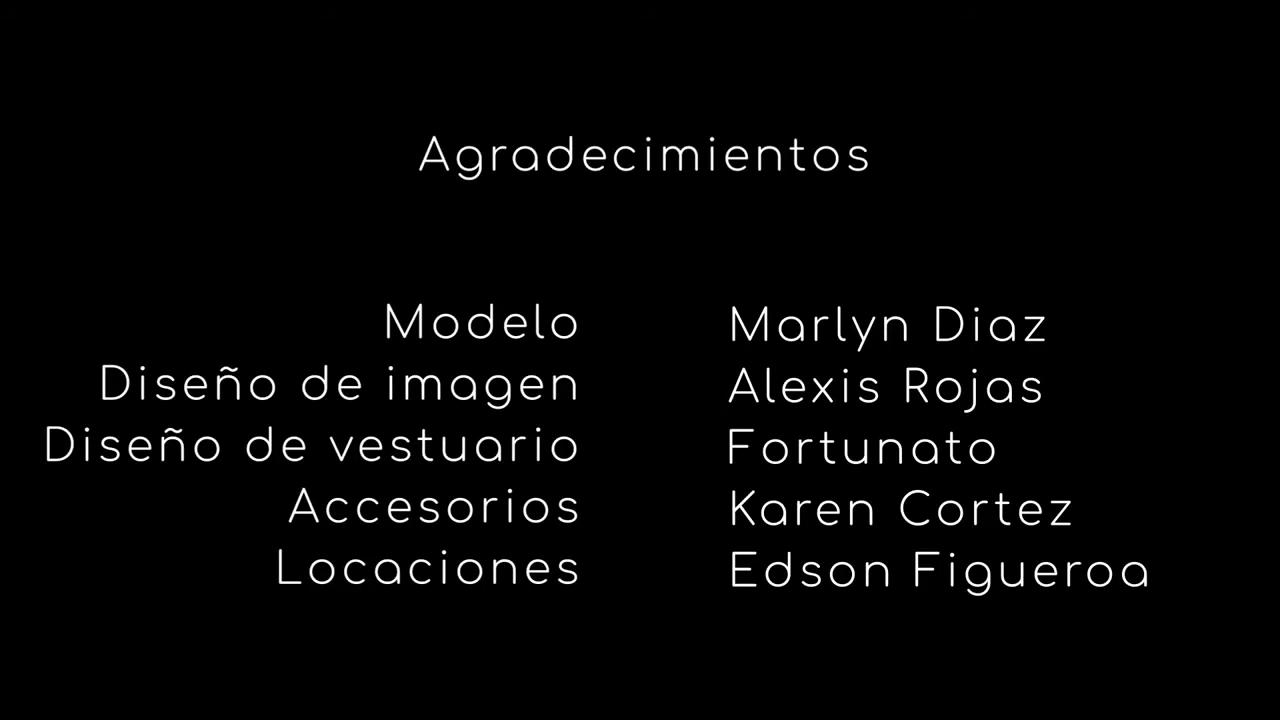 Agradecimientos
Modelo Marlyn Diaz
Diseño de imagen Alexis Rojas
Diseño de vestuario Fortunato
Accesorios Karen Cortez
Locaciones Edson Figueroa